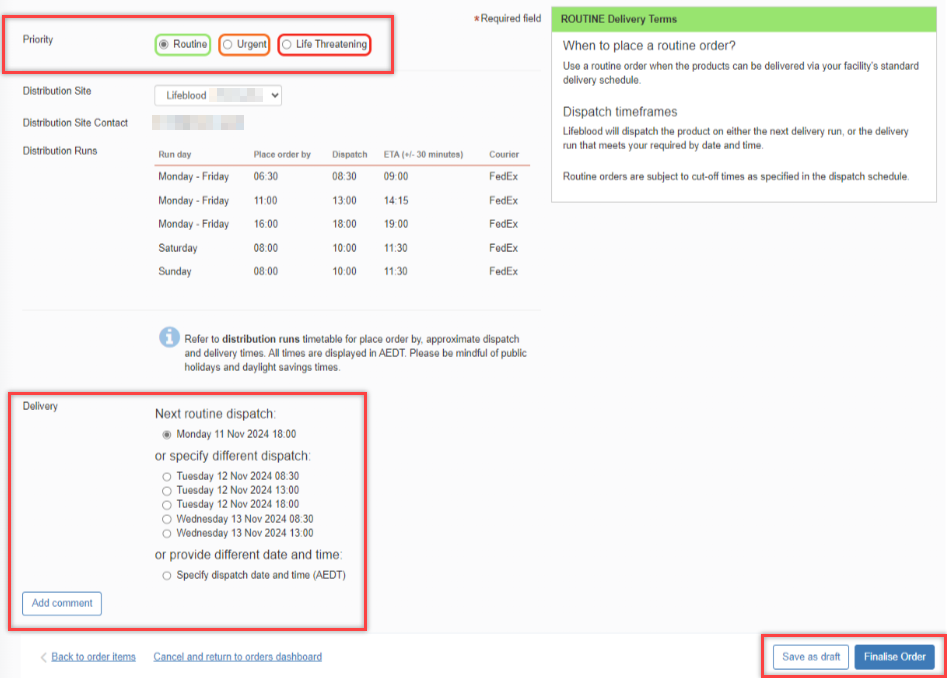 *Required field
Priority
Routine
Urgent
Life Threatening
Distribution Site
Lifeblood
Distribution Site Contact
Distribution Runs
Run day Place order by Dispatch ETA (+/- 30 minutes) Courier
Monday - Friday 06:30 08:30 09:00 FedEx
Monday - Friday 11:00 13:00 14:15 FedEx
Monday - Friday 16:00 18:00 19:00 FedEx
Saturday 08:00 10:00 11:30 FedEx
Sunday 08:00 10:00 11:30 FedEx
i
Refer to distribution runs timetable for place order by, approximate dispatch
and delivery times. All times are displayed in AEDT. Please be mindful of public
holidays and daylight savings times.
Delivery
Next routine dispatch:
Monday 11 Nov 2024 18:00
or specify different dispatch:
Tuesday 12 Nov 2024 08:30
Tuesday 12 Nov 2024 13:00
Tuesday 12 Nov 2024 18:00
Wednesday 13 Nov 2024 08:30
Wednesday 13 Nov 2024 13:00
or provide different date and time:
Specify dispatch date and time (AEDT)
Add comment
ROUTINE Delivery Terms
When to place a routine order?
Use a routine order when the products can be delivered via your facility's standard
delivery schedule.
Dispatch timeframes
Lifeblood will dispatch the product on either the next delivery run, or the delivery
run that meets your required by date and time.
Routine orders are subject to cut-off times as specified in the dispatch schedule.
Back to order items
Cancel and return to orders dashboard
Save as draft
Finalise Order